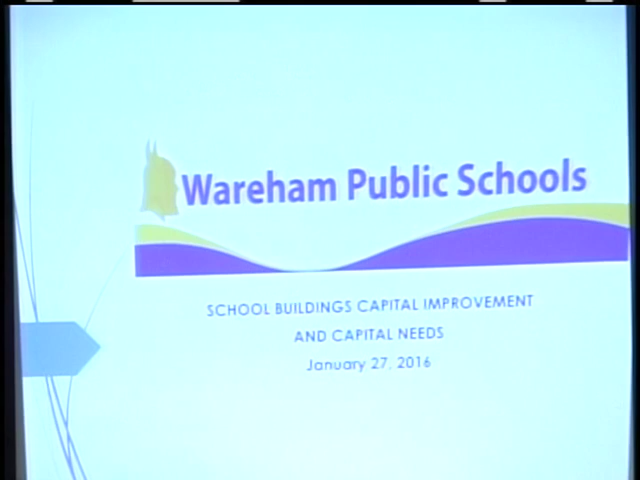 Wareham Public Schools
SCHOOL BUILDINGS CAPITAL IMPROVEMENT
AND CAPITAL NEEDS
January 27, 2016